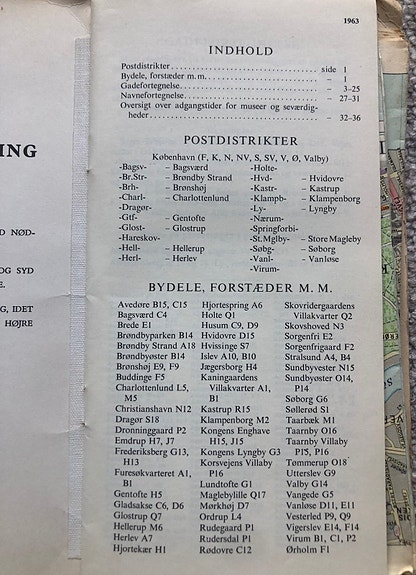 1963
INDHOLD
Postdistrikter side 1
Bydele, forstæder m. m. – 1
Gadefortegnelse – 3–25
Navnefortegnelse – 27–31
Oversigt over adgangstider for museer og seværdig-
heder – 32–36
POSTDISTRIKTER
København (F, K, N, NV, S, SV, V, Ø, Valby)
-Bagsv- – Bagsværd
-Br.Str- – Brøndby Strand
-Brh- – Brønshøj
-Charl- – Charlottenlund
-Dragør-
-Gtf- – Gentofte
-Glost- – Glostrup
-Hareskov-
-Hell- – Hellerup
-Herl- – Herlev
-Holte-
-Hvd- – Hvidovre
-Kastr- – Kastrup
-Klampb- – Klampenborg
-Ly- – Lyngby
-Nærum-
-Springforbi-
-St.Mglby- – Store Magleby
-Søbg- – Søborg
-Vanl- – Vanløse
-Virum-
BYDELE, FORSTÆDER M. M.
Avedøre B15, C15
Bagsværd C4
Brede E1
Brøndbyparken B14
Brøndby Strand A18
Brøndbyøster B14
Brønshøj E9, F9
Buddinge F5
Charlottenlund L5,
M5
Christianshavn N12
Dragør S18
Dronninggaard P2
Emdrup H7, J7
Frederiksberg G13,
H13
Furesøkvarteret A1,
B1
Gentofte H5
Gladsakse C6, D6
Glostrup Q7
Hellerup M6
Herlev A7
Hjortekær H1
Hjortespring A6
Holte Q1
Husum C9, D9
Hvidovre D15
Hvissinge S7
Islev A10, B10
Jægersborg H4
Kaningaardens
Villakvarter A1,
B1
Kastrup R15
Klampenborg M2
Kongens Enghave
H15, J15
Kongens Lyngby G3
Korsvejens Villaby
P16
Lundtofte G1
Maglebylille Q17
Mørkhøj D7
Ordrup L4
Rudegaard P1
Rudersdal P1
Rødovre C12
Skovridergaardens
Villakvarter Q2
Skovshoved N3
Sorgenfri E2
Sorgenfrigaard F2
Stralsund A4, B4
Sundbyvester N15
Sundbyøster O14,
P14
Søborg G6
Søllerød S1
Taarbæk M1
Taarnby O16
Taarnby Villaby
P15, P16
Tømmerup O18
Utterslev G9
Valby G14
Vangede G5
Vanløse D11, E11
Vesterled P9, Q9
Vigerslev E14, F14
Virum B1, C1, P2
Ørholm F1
ING
D NØD-
OG SYD
G, IDET
HØJRE